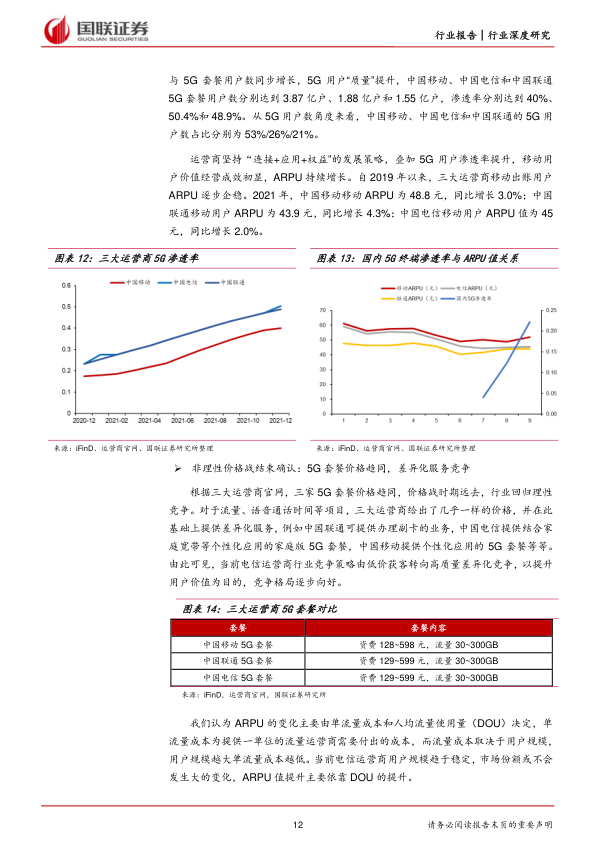 国联证券
GUOLIAN SECURITIES
行业报告│行业深度研究
与 5G 套餐用户数同步增长，5G 用户“质量”提升，中国移动、中国电信和中国联通
5G 套餐用户数分别达到 3.87 亿户、1.88 亿户和 1.55 亿户，渗透率分别达到 40%、
50.4%和 48.9%。从 5G 用户数角度来看，中国移动、中国电信和中国联通的 5G 用
户数占比分别为 53%/26%/21%。
运营商坚持“连接+应用+权益”的发展策略，叠加 5G 用户渗透率提升，移动用
户价值经营成效初显，ARPU 持续增长。自 2019 年以来，三大运营商移动出账用户
ARPU 逐步企稳。2021 年，中国移动移动 ARPU 为 48.8 元，同比增长 3.0%；中国
联通移动用户 ARPU 为 43.9 元，同比增长 4.3%；中国电信移动用户 ARPU 值为 45
元，同比增长 2.0%。
图表 12：三大运营商 5G 渗透率
中国移动 中国电信 中国联通
0.6
0.5
0.4
0.3
0.2
0.1
0
2020-12 2021-02 2021-04 2021-06 2021-08 2021-10 2021-12
来源：iFinD、运营商官网、国联证券研究所整理
图表 13：国内 5G 终端渗透率与 ARPU 值关系
移动ARPU（元） 电信ARPU（元）
联通ARPU（元） 国内5G渗透率
70 0.25
60 0.20
50
40 0.15
30 0.10
20 0.05
10
0 0.00
1 2 3 4 5 6 7 8 9
来源：iFinD、运营商官网、国联证券研究所整理
➢ 非理性价格战结束确认：5G 套餐价格趋同，差异化服务竞争
根据三大运营商官网，三家 5G 套餐价格趋同，价格战时期远去，行业回归理性
竞争。对于流量、语音通话时间等项目，三大运营商给出了几乎一样的价格，并在此
基础上提供差异化服务，例如中国联通可提供办理副卡的业务，中国电信提供结合家
庭宽带等个性化应用的家庭版 5G 套餐，中国移动提供个性化应用的 5G 套餐等等。
由此可见，当前电信运营商行业竞争策略由低价获客转向高质量差异化竞争，以提升
用户价值为目的，竞争格局逐步向好。
图表 14：三大运营商 5G 套餐对比
套餐 套餐内容
中国移动 5G 套餐 资费 128~598 元，流量 30~300GB
中国联通 5G 套餐 资费 129~599 元，流量 30~300GB
中国电信 5G 套餐 资费 129~599 元，流量 30~300GB
来源：iFinD，运营商官网，国联证券研究所
我们认为 ARPU 的变化主要由单流量成本和人均流量使用量（DOU）决定，单
流量成本为提供一单位的流量运营商需要付出的成本，而流量成本取决于用户规模，
用户规模越大单流量成本越低。当前电信运营商用户规模趋于稳定，市场份额或不会
发生大的变化，ARPU 值提升主要依靠 DOU 的提升。
12
请务必阅读报告末页的重要声明